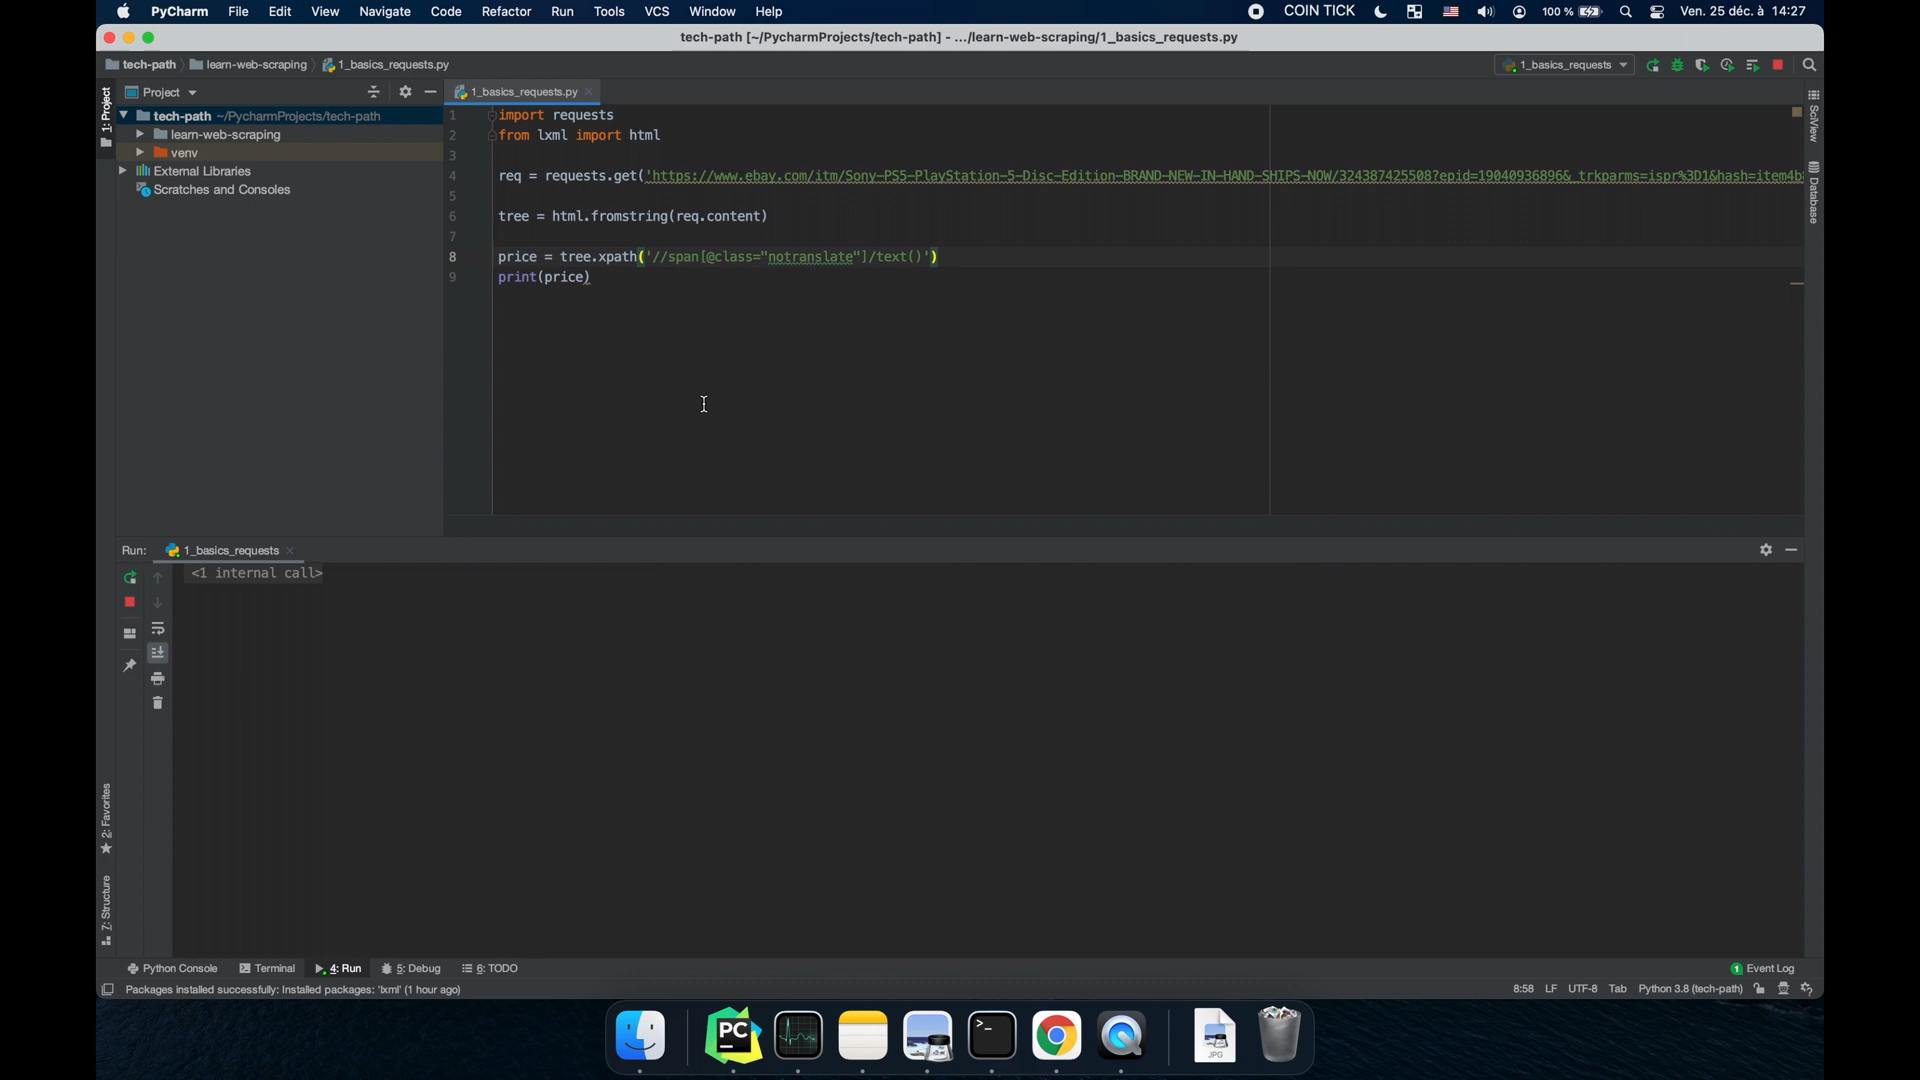 PyCharm File Edit View Navigate Code Refactor Run Tools VCS Window Help COIN TICK 100 % Ven. 25 déc. à 14:27
tech-path [~/PycharmProjects/tech-path] - .../learn-web-scraping/1_basics_requests.py
tech-path learn-web-scraping 1_basics_requests.py 1_basics_requests
Project 1_basics_requests.py
1: Project
tech-path ~/PycharmProjects/tech-path
learn-web-scraping
venv
External Libraries
Scratches and Consoles
1 import requests
2 from lxml import html
3
4 req = requests.get('https://www.ebay.com/itm/Sony-PS5-PlayStation-5-Disc-Edition-BRAND-NEW-IN-HAND-SHIPS-NOW/324387425508?epid=19040936896&_trkparms=ispr%3D1&hash=item4b8
5
6 tree = html.fromstring(req.content)
7
8 price = tree.xpath('//span[@class="notranslate"]/text()')
9 print(price)
SciView
Database
Run: 1_basics_requests
<1 internal call>
2: Favorites
7: Structure
Python Console Terminal 4: Run 5: Debug 6: TODO 1 Event Log
Packages installed successfully: Installed packages: 'lxml' (1 hour ago) 8:58 LF UTF-8 Tab Python 3.8 (tech-path)
PC
>_
JPG